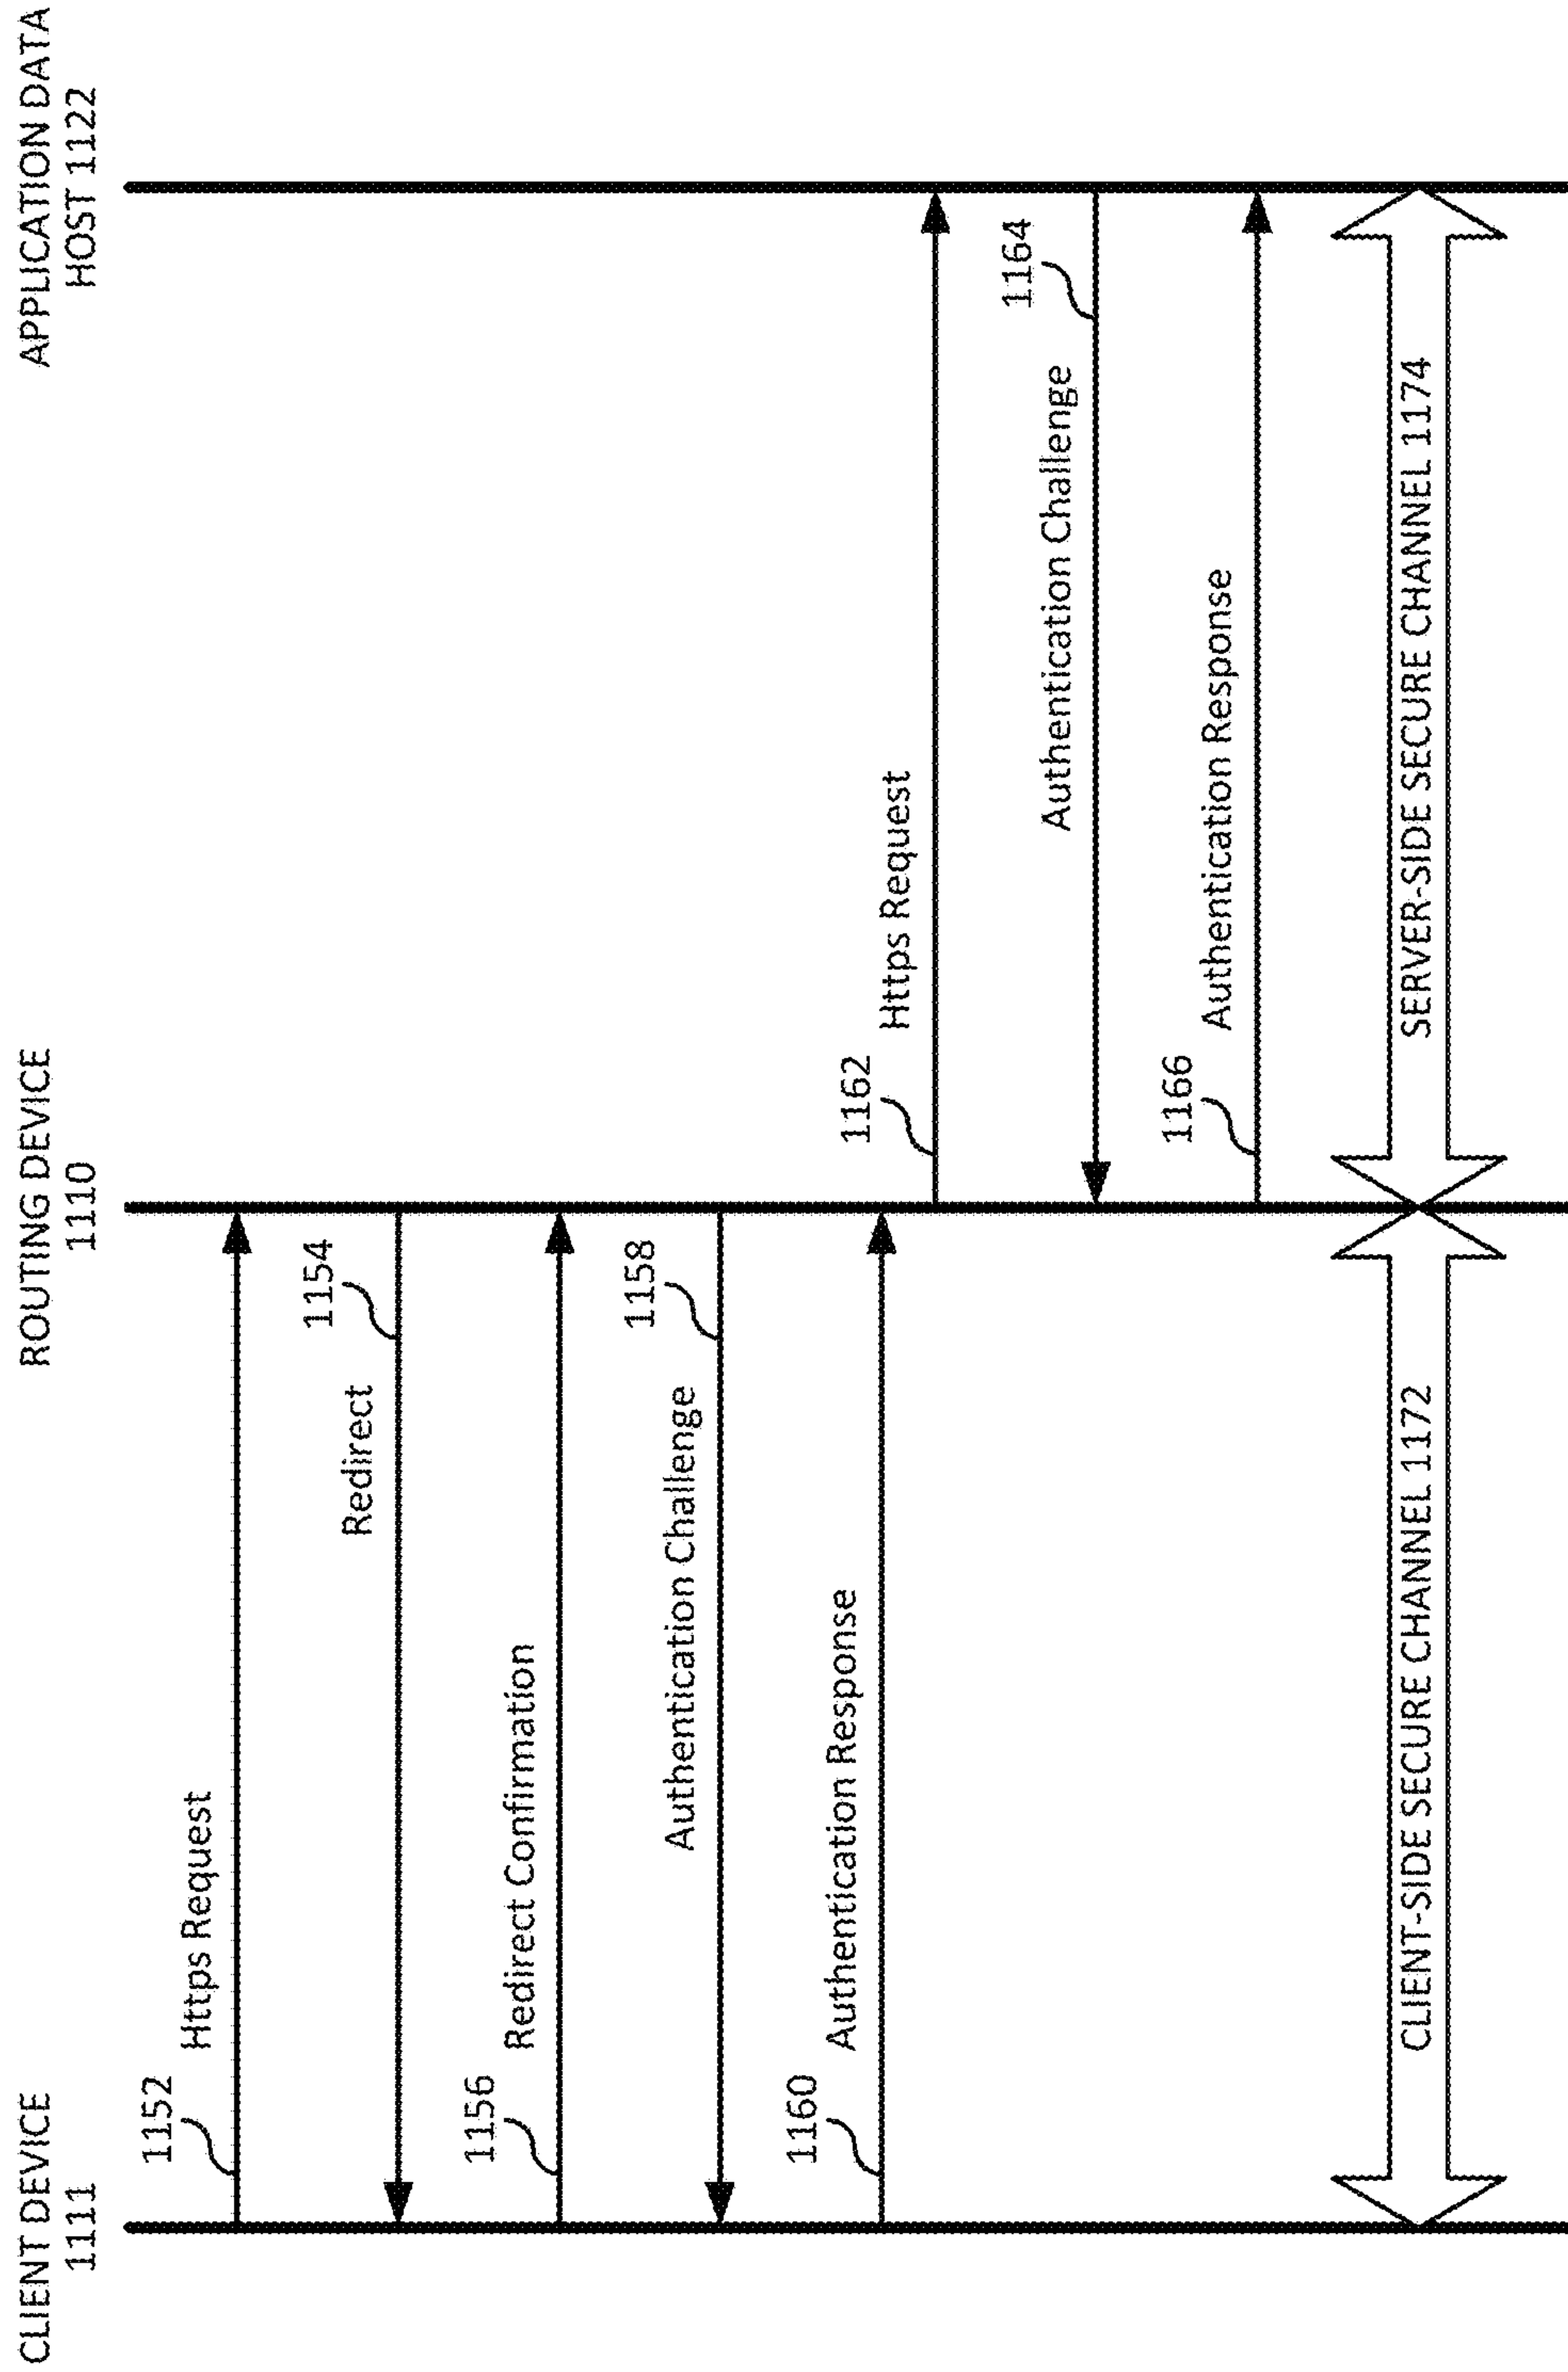 CLIENT DEVICE
1111
ROUTING DEVICE
1110
APPLICATION DATA
HOST 1122
1152
Https Request
1154
Redirect
1156
Redirect Confirmation
1158
Authentication Challenge
1160
Authentication Response
1162
Https Request
1164
Authentication Challenge
1166
Authentication Response
CLIENT-SIDE SECURE CHANNEL 1172
SERVER-SIDE SECURE CHANNEL 1174